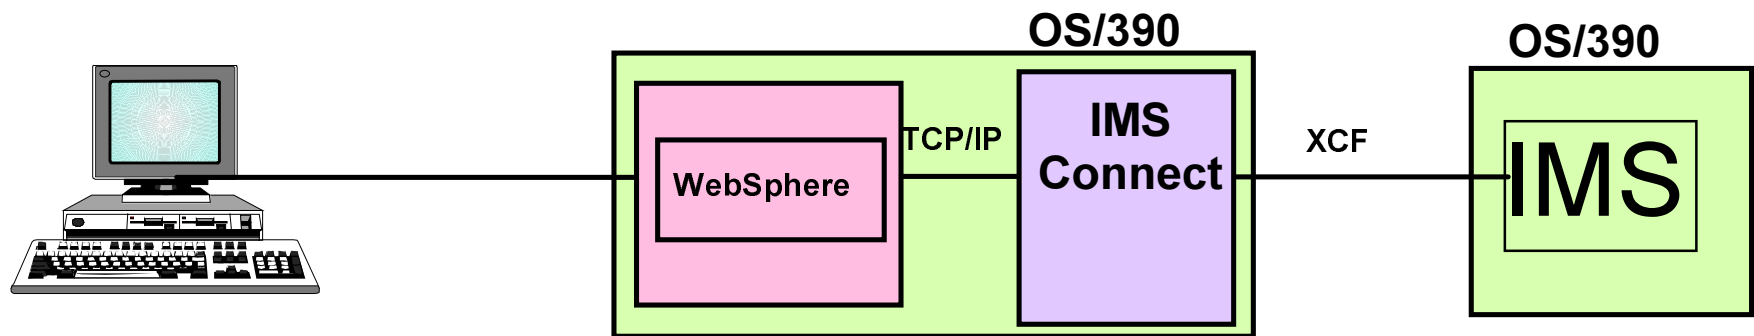 OS/390
OS/390
WebSphere
TCP/IP
IMS
Connect
XCF
IMS